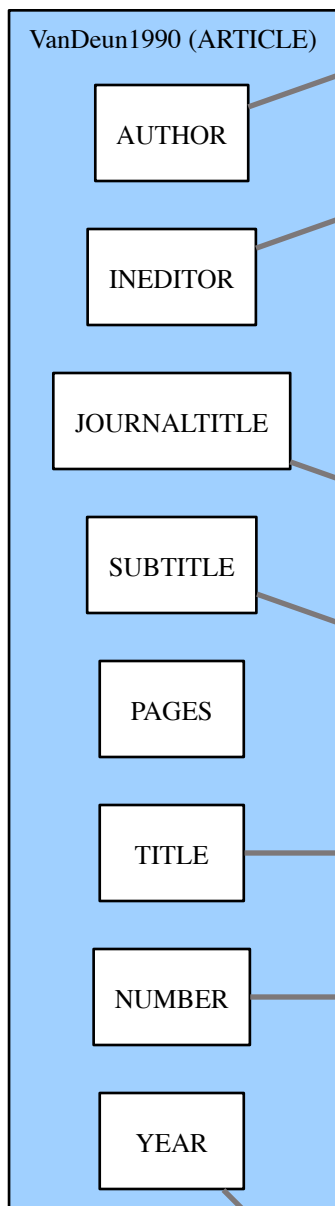 VanDeun1990 (ARTICLE)
AUTHOR
INEDITOR
JOURNALTITLE
SUBTITLE
PAGES
TITLE
NUMBER
YEAR